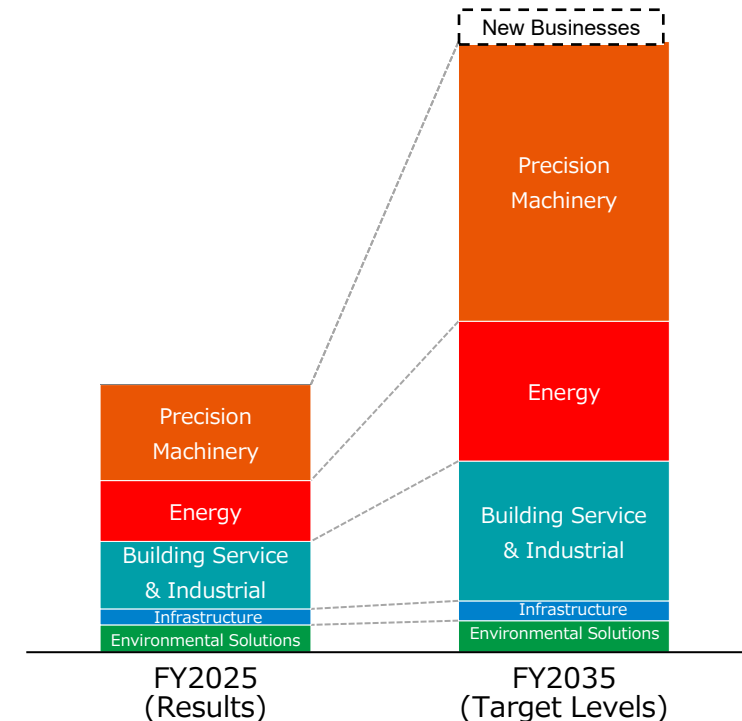 New Businesses
Precision
Machinery
Energy
Building Service
& Industrial
Infrastructure
Environmental Solutions
Precision
Machinery
Energy
Building Service
& Industrial
Infrastructure
Environmental Solutions
FY2025
(Results)
FY2035
(Target Levels)